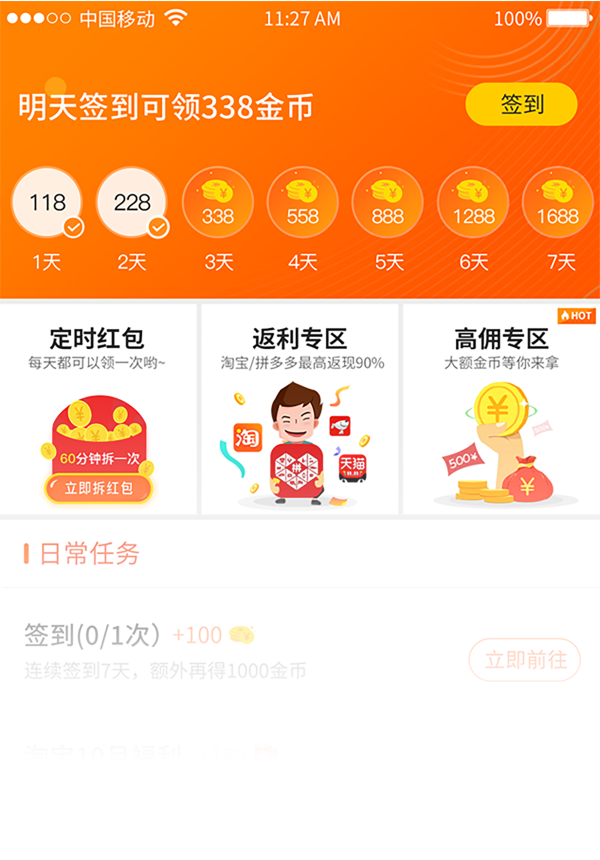 中国移动 11:27 AM 100%
明天签到可领338金币 签到
118 228 338 558 888 1288 1688
1天 2天 3天 4天 5天 6天 7天
HOT
定时红包 返利专区 高佣专区
每天都可以领一次哟~ 淘宝/拼多多最高返现90% 大额金币等你来拿
淘
天猫
拼
500¥
60分钟拆一次
立即拆红包
日常任务
签到(0/1次) +100
连续签到7天，额外再得1000金币
立即前往